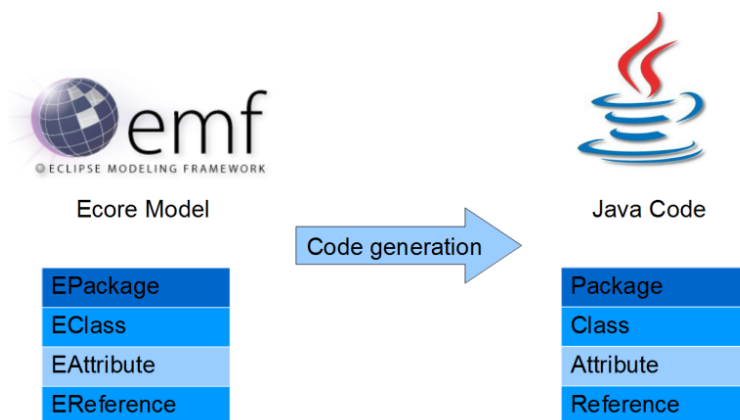 emf
ECLIPSE MODELING FRAMEWORK
Ecore Model
Java Code
Code generation
EPackage
EClass
EAttribute
EReference
Package
Class
Attribute
Reference